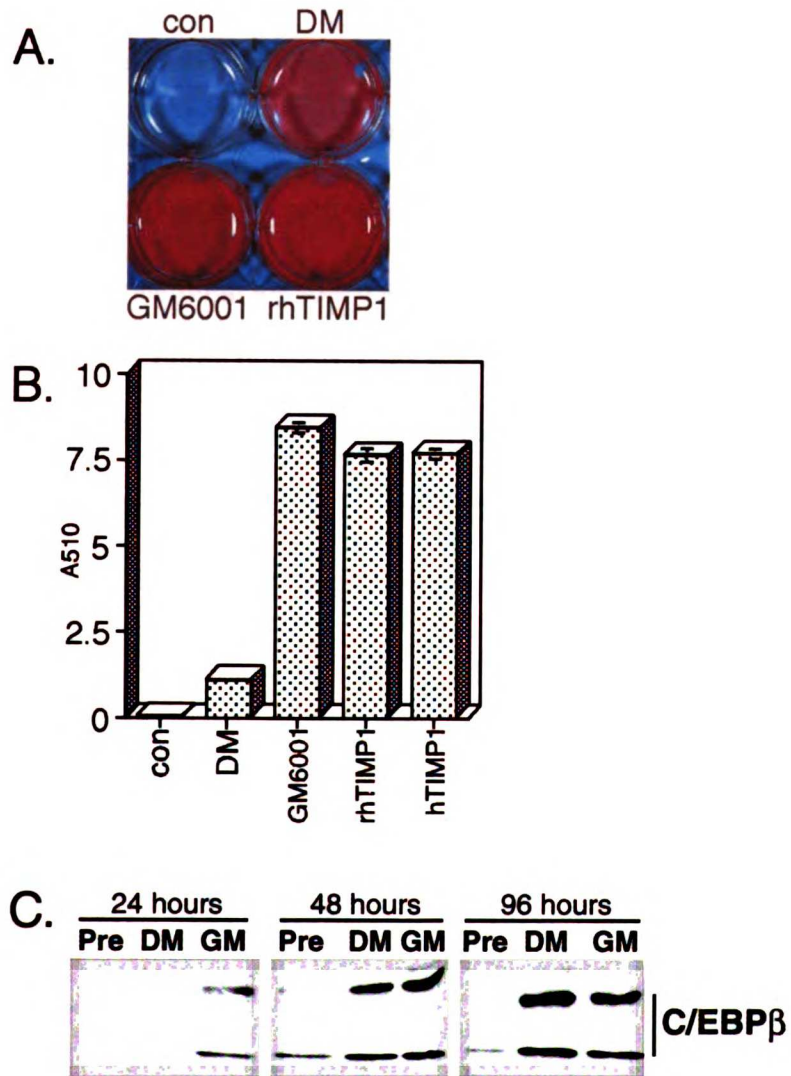 A.
con DM
GM6001 rhTIMP1
B.
10
7.5
5
2.5
0
A510
con
DM
GM6001
rhTIMP1
hTIMP1
C.
24 hours 48 hours 96 hours
Pre DM GM Pre DM GM Pre DM GM
C/EBPβ